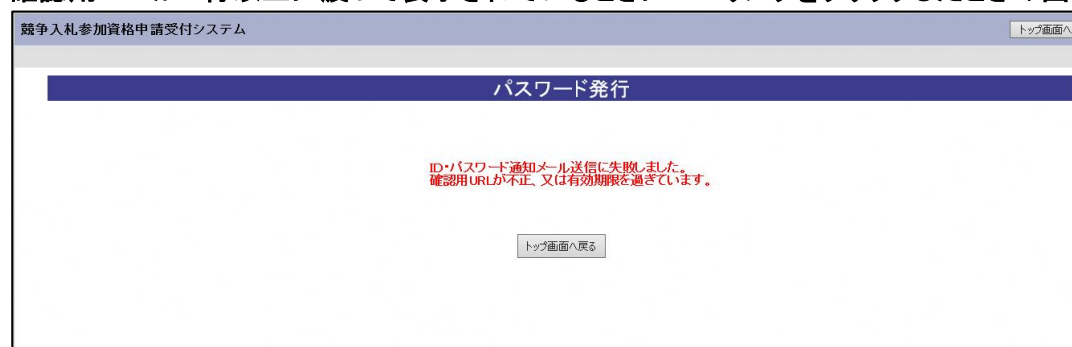 競争入札参加資格申請受付システム
トップ画面へ
パスワード発行
ID・パスワード通知メール送信に失敗しました。
確認用URLが不正、又は有効期限を過ぎています。
トップ画面へ戻る